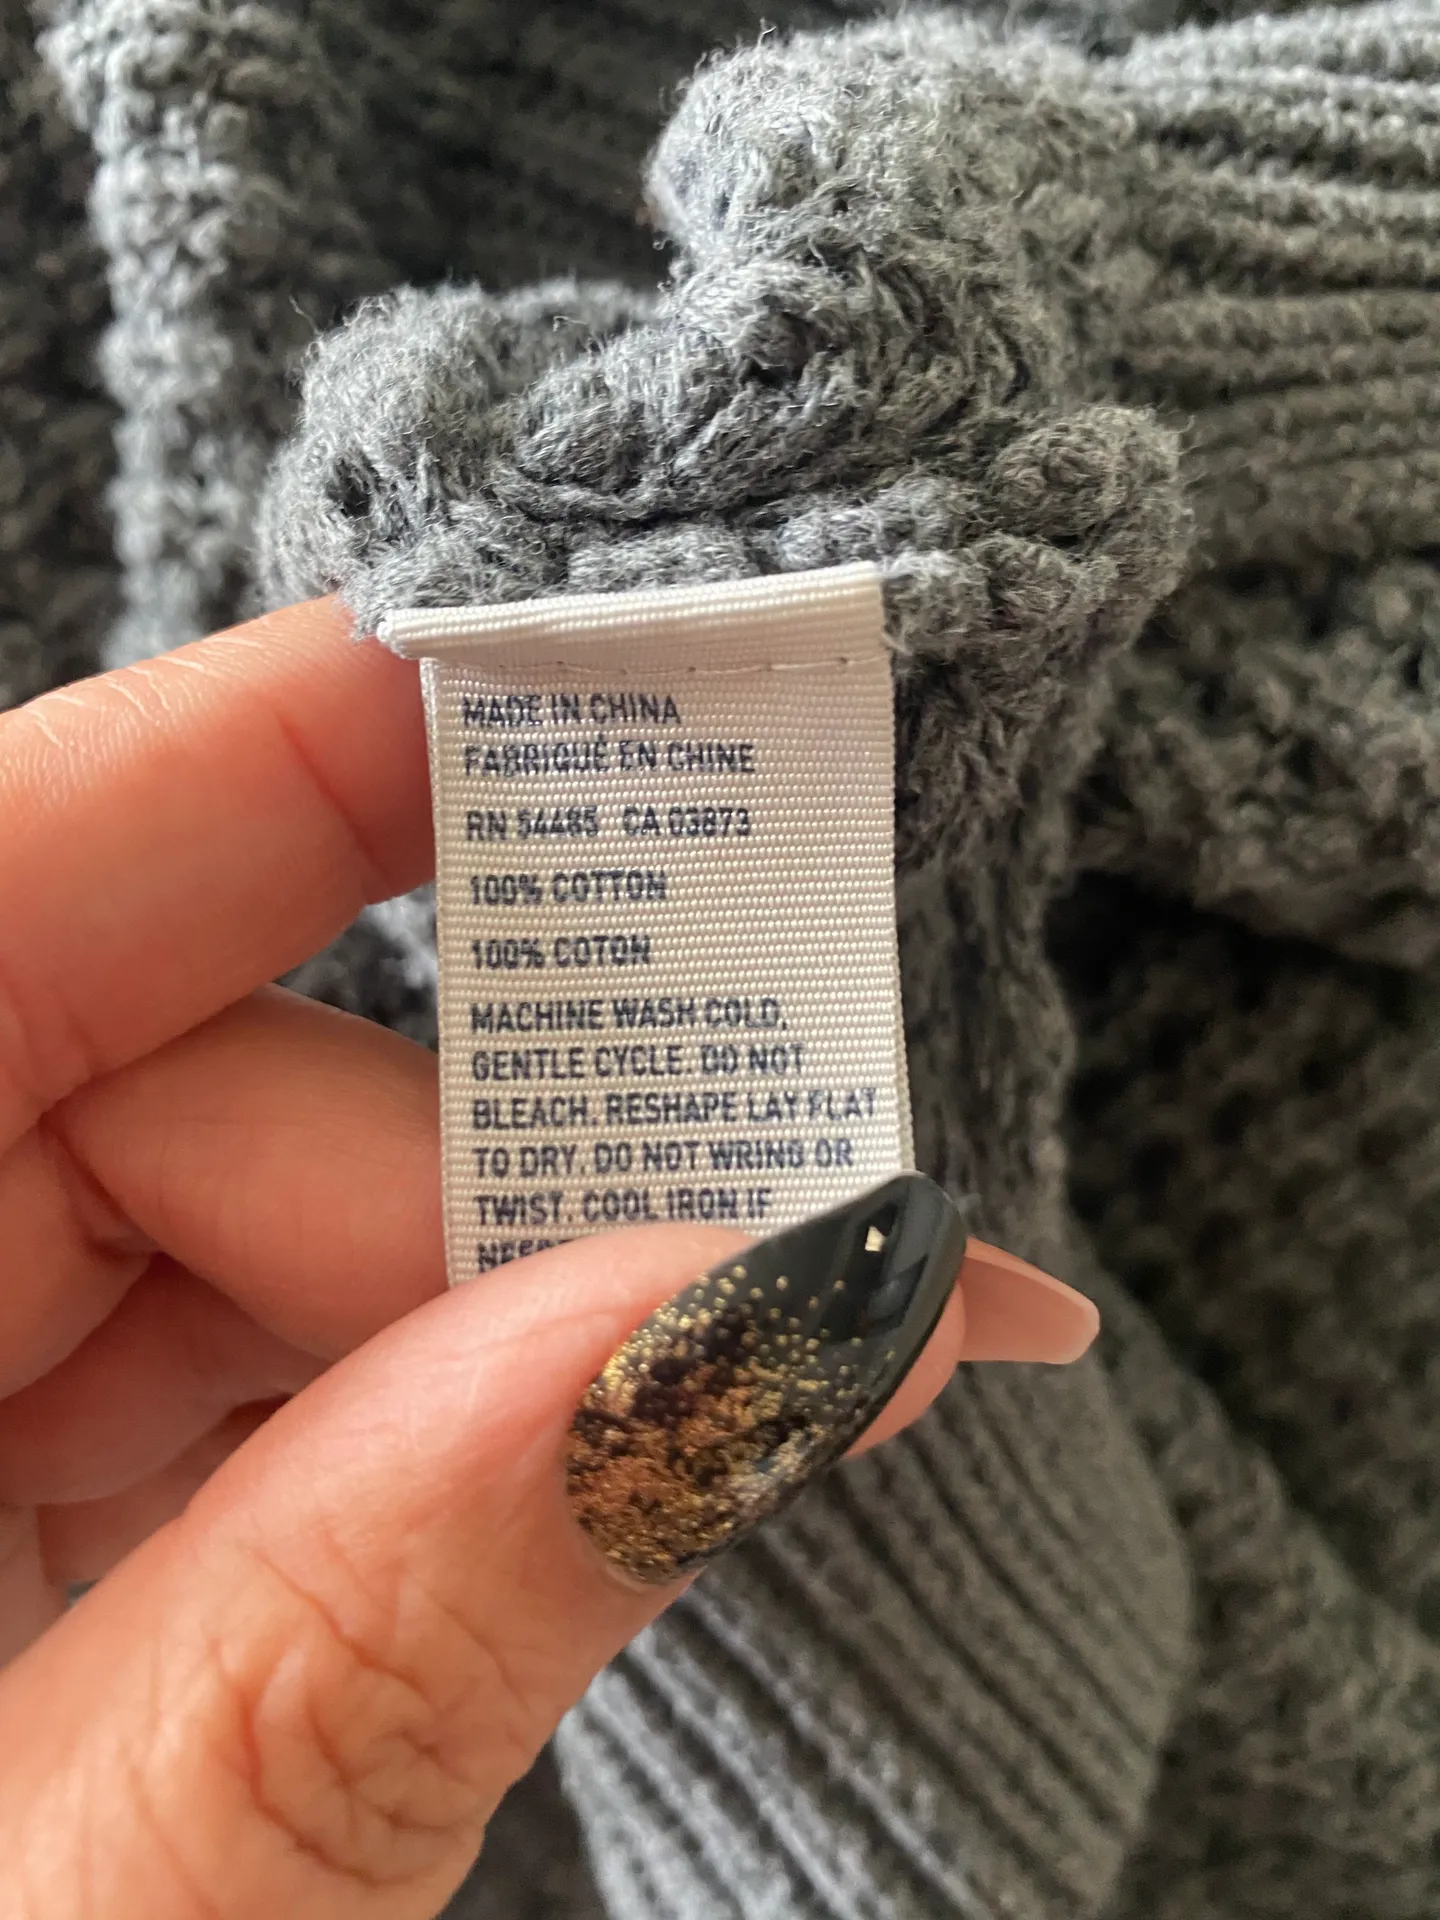 MADE IN CHINA
FABRIQUÉ EN CHINE
RN 54485 CA 03873
100% COTTON
100% COTON
MACHINE WASH COLD,
GENTLE CYCLE. DO NOT
BLEACH. RESHAPE LAY FLAT
TO DRY. DO NOT WRING OR
TWIST. COOL IRON IF